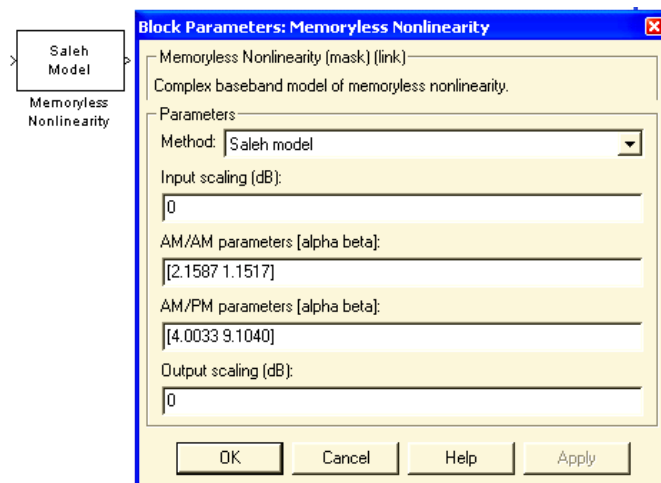 Saleh
Model
Memoryless
Nonlinearity
Block Parameters: Memoryless Nonlinearity
Memoryless Nonlinearity (mask) (link)
Complex baseband model of memoryless nonlinearity.
Parameters
Method: Saleh model
Input scaling (dB):
0
AM/AM parameters [alpha beta]:
[2.1587 1.1517]
AM/PM parameters [alpha beta]:
[4.0033 9.1040]
Output scaling (dB):
0
OK Cancel Help Apply